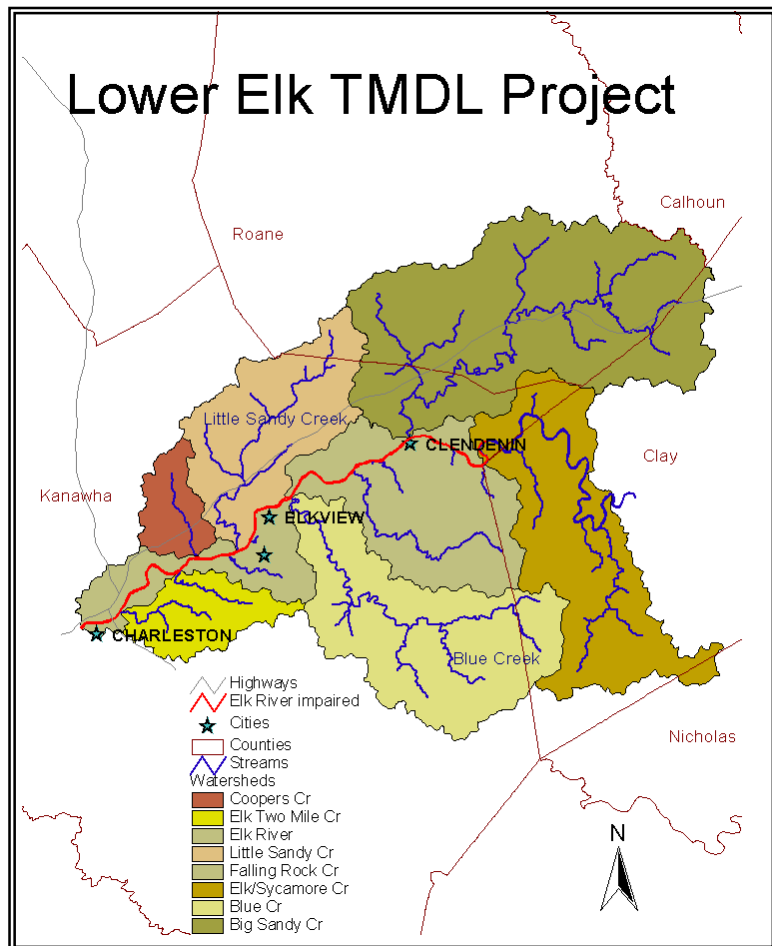 Lower Elk TMDL Project
Calhoun
Roane
Little Sandy Creek
CLENDENIN
Clay
Kanawha
ELKVIEW
CHARLESTON
Blue Creek
Nicholas
Highways
Elk River impaired
Cities
Counties
Streams
Watersheds
Coopers Cr
Elk Two Mile Cr
Elk River
Little Sandy Cr
Falling Rock Cr
Elk/Sycamore Cr
Blue Cr
Big Sandy Cr
N